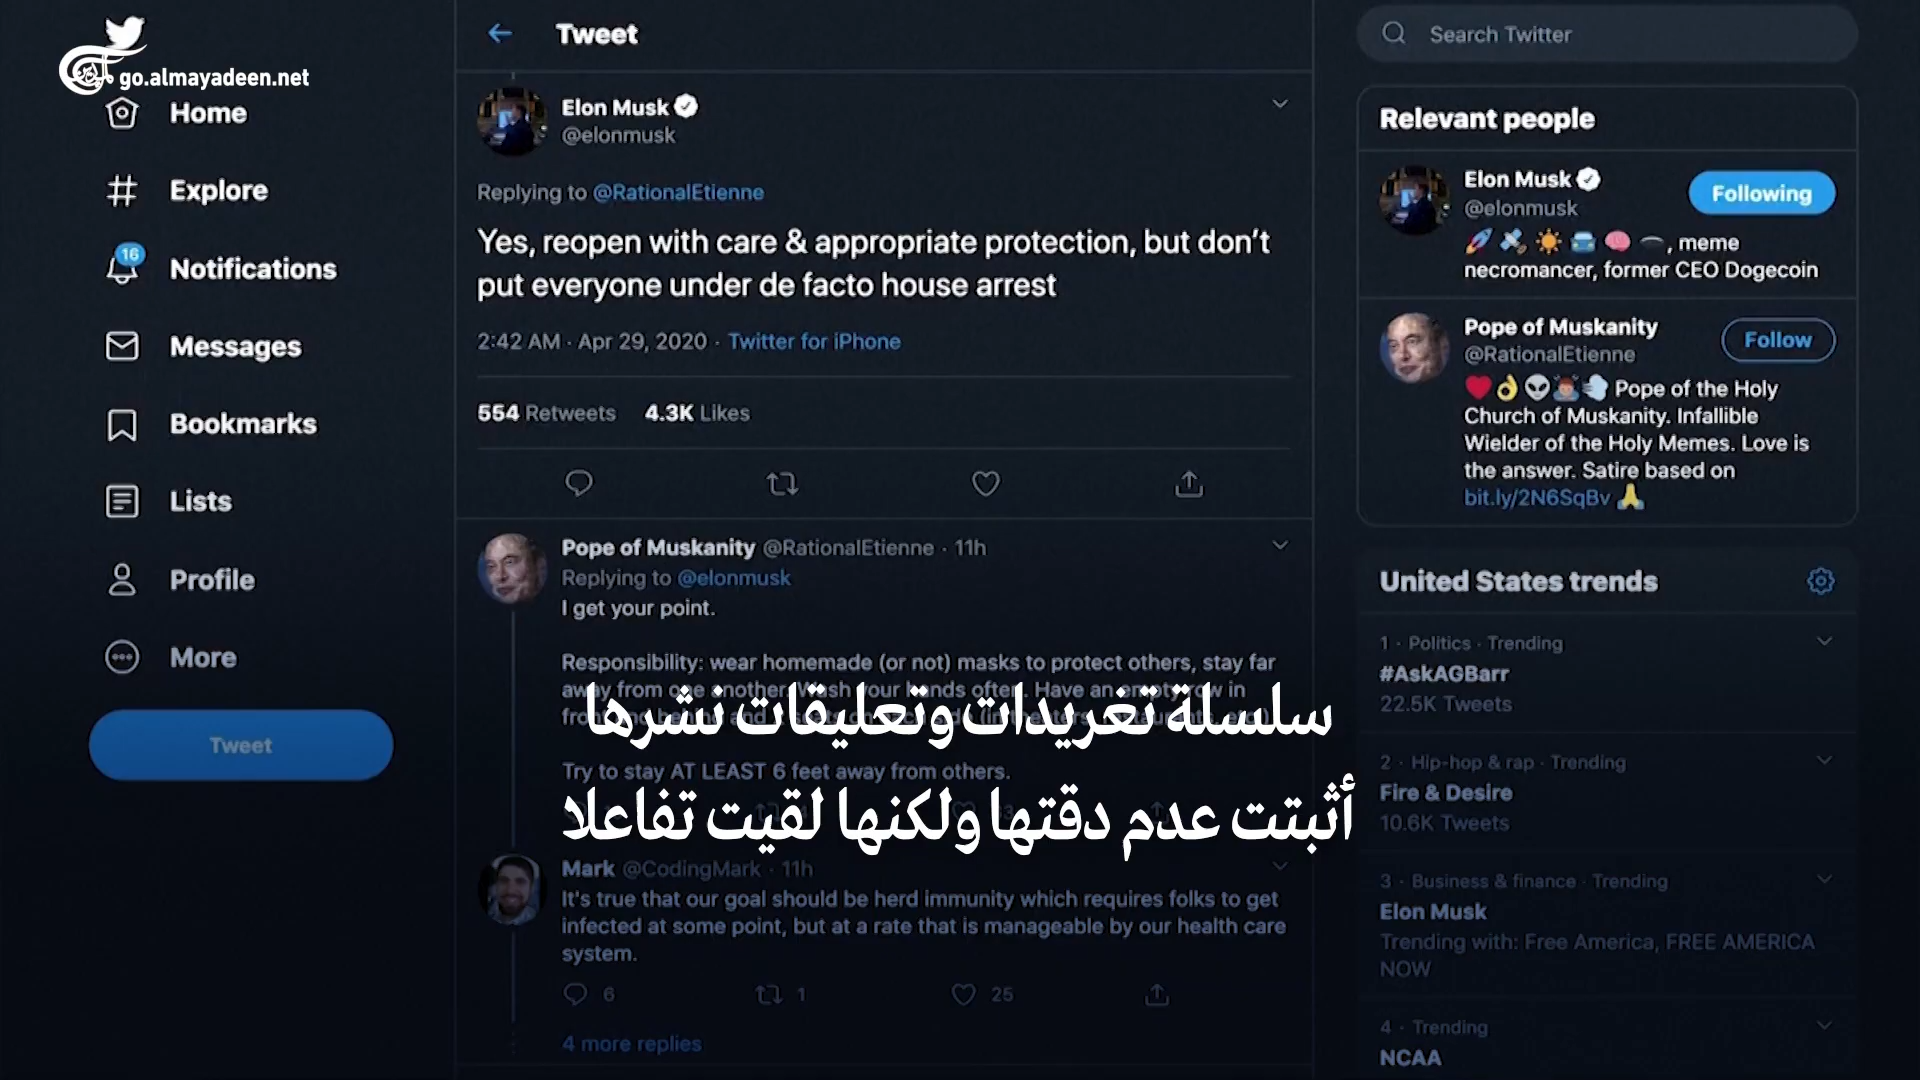 go.almayadeen.net
Home
Explore
16
Notifications
Messages
Bookmarks
Lists
Profile
More
Tweet
Tweet
Elon Musk
@elonmusk
Replying to @RationalEtienne
Yes, reopen with care & appropriate protection, but don't
put everyone under de facto house arrest
2:42 AM · Apr 29, 2020 · Twitter for iPhone
554 Retweets 4.3K Likes
Pope of Muskanity @RationalEtienne · 11h
Replying to @elonmusk
I get your point.
Responsibility: wear homemade (or not) masks to protect others, stay far
away from one another. Wash your hands often. Have an empty row in
سلسلة تغريدات وتعليقات نشرها
Try to stay AT LEAST 6 feet away from others.
أثبتت عدم دقتها ولكنها لقيت تفاعلا
Mark @CodingMark · 11h
It's true that our goal should be herd immunity which requires folks to get
infected at some point, but at a rate that is manageable by our health care
system.
6 1 25
4 more replies
Search Twitter
Relevant people
Elon Musk
Following
@elonmusk
, meme
necromancer, former CEO Dogecoin
Pope of Muskanity
Follow
@RationalEtienne
Pope of the Holy
Church of Muskanity. Infallible
Wielder of the Holy Memes. Love is
the answer. Satire based on
bit.ly/2N6SqBv
United States trends
1 · Politics · Trending
#AskAGBarr
22.5K Tweets
2 · Hip-hop & rap · Trending
Fire & Desire
10.6K Tweets
3 · Business & finance · Trending
Elon Musk
Trending with: Free America, FREE AMERICA
NOW
4 · Trending
NCAA